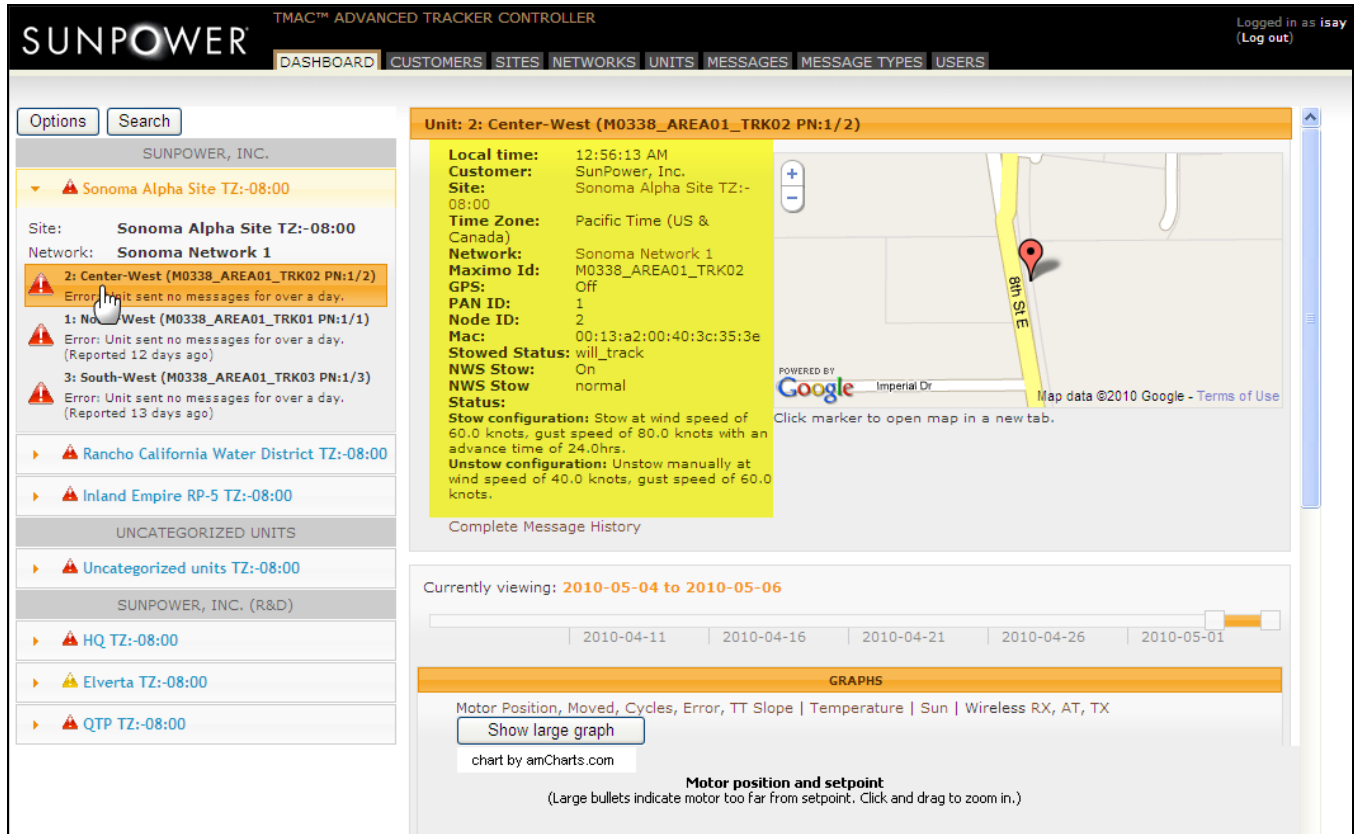 SUNPOWER
TMAC™ ADVANCED TRACKER CONTROLLER
Logged in as isay
(Log out)
DASHBOARD CUSTOMERS SITES NETWORKS UNITS MESSAGES MESSAGE TYPES USERS
Options Search
SUNPOWER, INC.
Sonoma Alpha Site TZ:-08:00
Site: Sonoma Alpha Site TZ:-08:00
Network: Sonoma Network 1
2: Center-West (M0338_AREA01_TRK02 PN:1/2)
Error: Unit sent no messages for over a day.
1: West (M0338_AREA01_TRK01 PN:1/1)
Error: Unit sent no messages for over a day.
(Reported 12 days ago)
3: South-West (M0338_AREA01_TRK03 PN:1/3)
Error: Unit sent no messages for over a day.
(Reported 13 days ago)
Rancho California Water District TZ:-08:00
Inland Empire RP-5 TZ:-08:00
UNCATEGORIZED UNITS
Uncategorized units TZ:-08:00
SUNPOWER, INC. (R&D)
HQ TZ:-08:00
Elverta TZ:-08:00
QTP TZ:-08:00
Unit: 2: Center-West (M0338_AREA01_TRK02 PN:1/2)
Local time: 12:56:13 AM
Customer: SunPower, Inc.
Site: Sonoma Alpha Site TZ:-
08:00
Time Zone: Pacific Time (US &
Canada)
Network: Sonoma Network 1
Maximo Id: M0338_AREA01_TRK02
GPS: Off
PAN ID: 1
Node ID: 2
Mac: 00:13:a2:00:40:3c:35:3e
Stowed Status: will_track
NWS Stow: On
NWS Stow normal
Status:
Stow configuration: Stow at wind speed of
60.0 knots, gust speed of 80.0 knots with an
advance time of 24.0hrs.
Unstow configuration: Unstow manually at
wind speed of 40.0 knots, gust speed of 60.0
knots.
Complete Message History
+
-
8th St E
POWERED BY
Google
Imperial Dr
Map data ©2010 Google - Terms of Use
Click marker to open map in a new tab.
Currently viewing: 2010-05-04 to 2010-05-06
2010-04-11 2010-04-16 2010-04-21 2010-04-26 2010-05-01
GRAPHS
Motor Position, Moved, Cycles, Error, TT Slope | Temperature | Sun | Wireless RX, AT, TX
Show large graph
chart by amCharts.com
Motor position and setpoint
(Large bullets indicate motor too far from setpoint. Click and drag to zoom in.)